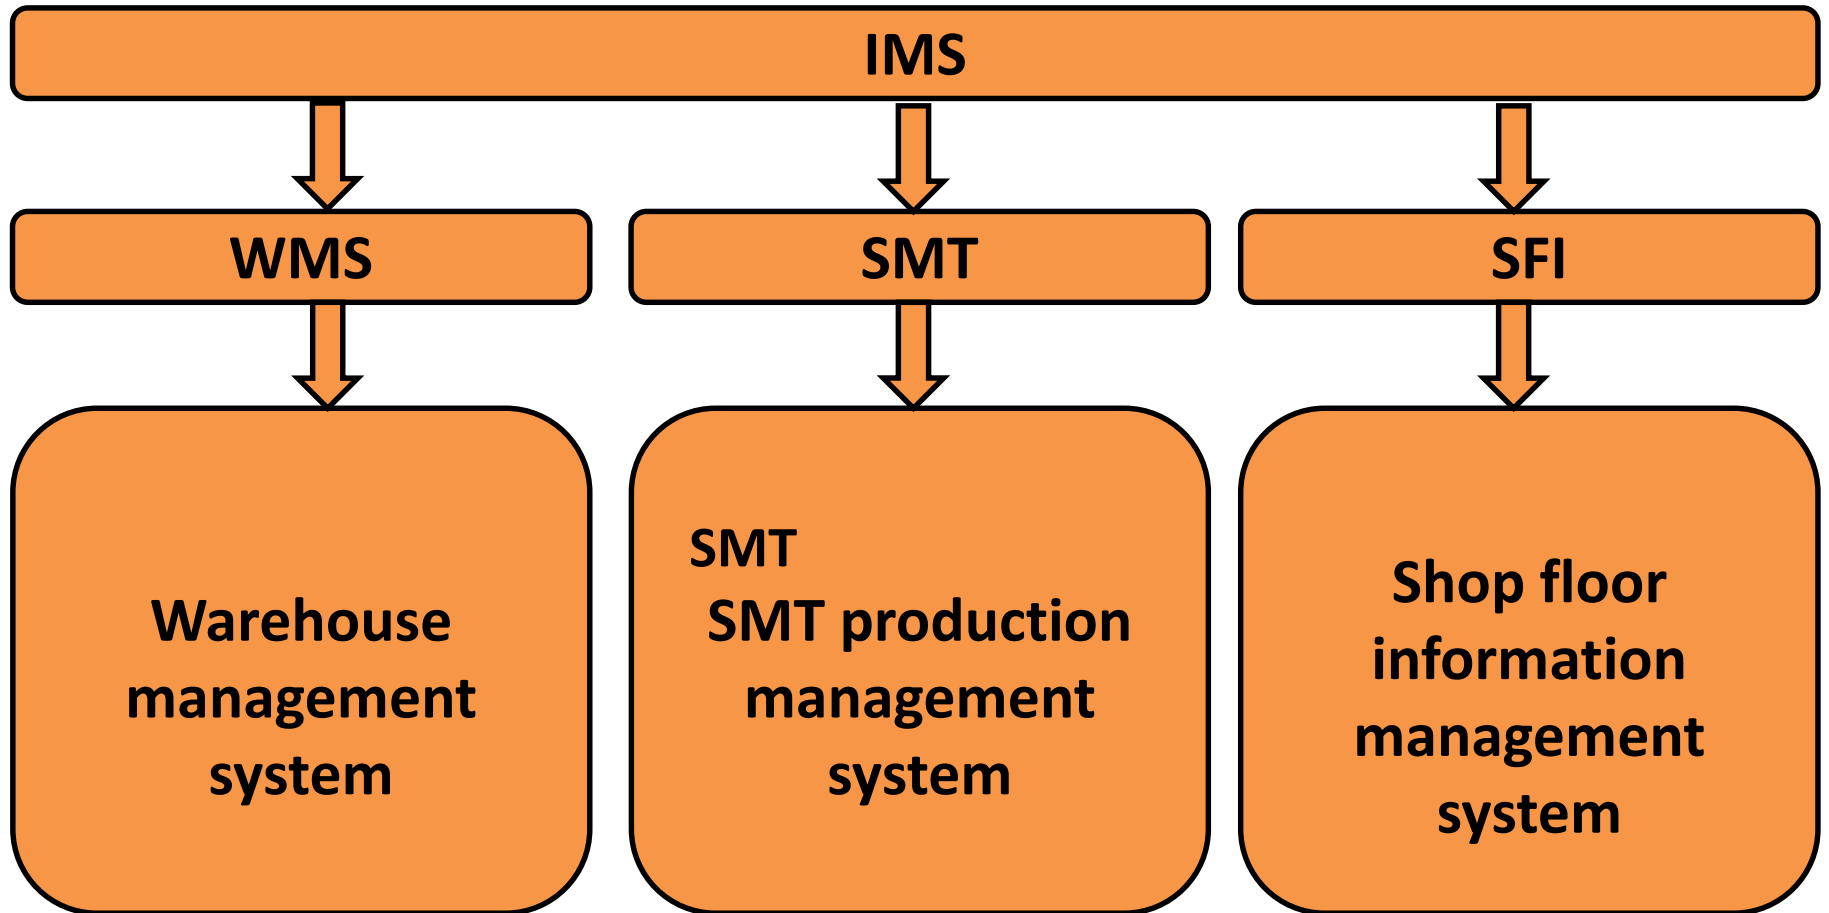 IMS
WMS
SMT
SFI
Warehouse
management
system
SMT
SMT production
management
system
Shop floor
information
management
system